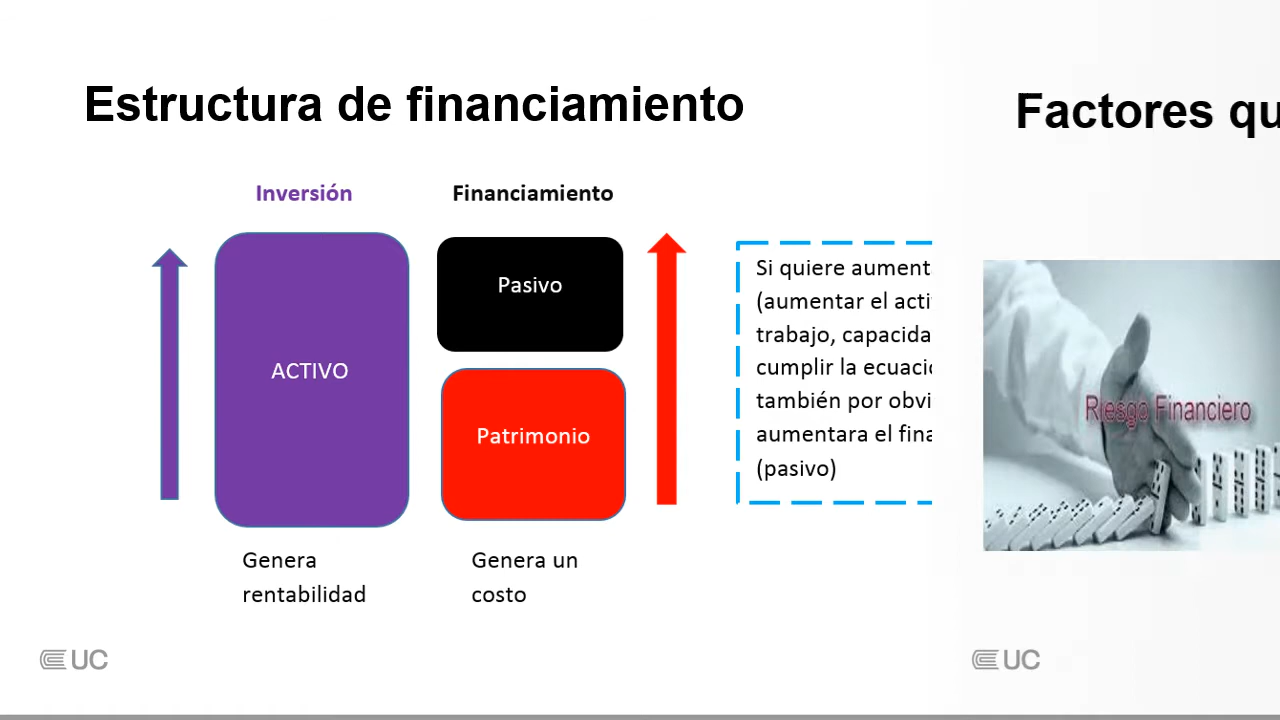 Estructura de financiamiento
Inversión
Financiamiento
ACTIVO
Pasivo
Patrimonio
Genera
rentabilidad
Genera un
costo
Si quiere aument
(aumentar el acti
trabajo, capacida
cumplir la ecuaci
también por obvi
aumentara el fina
(pasivo)
UC
Factores qu
Riesgo Financiero
UC